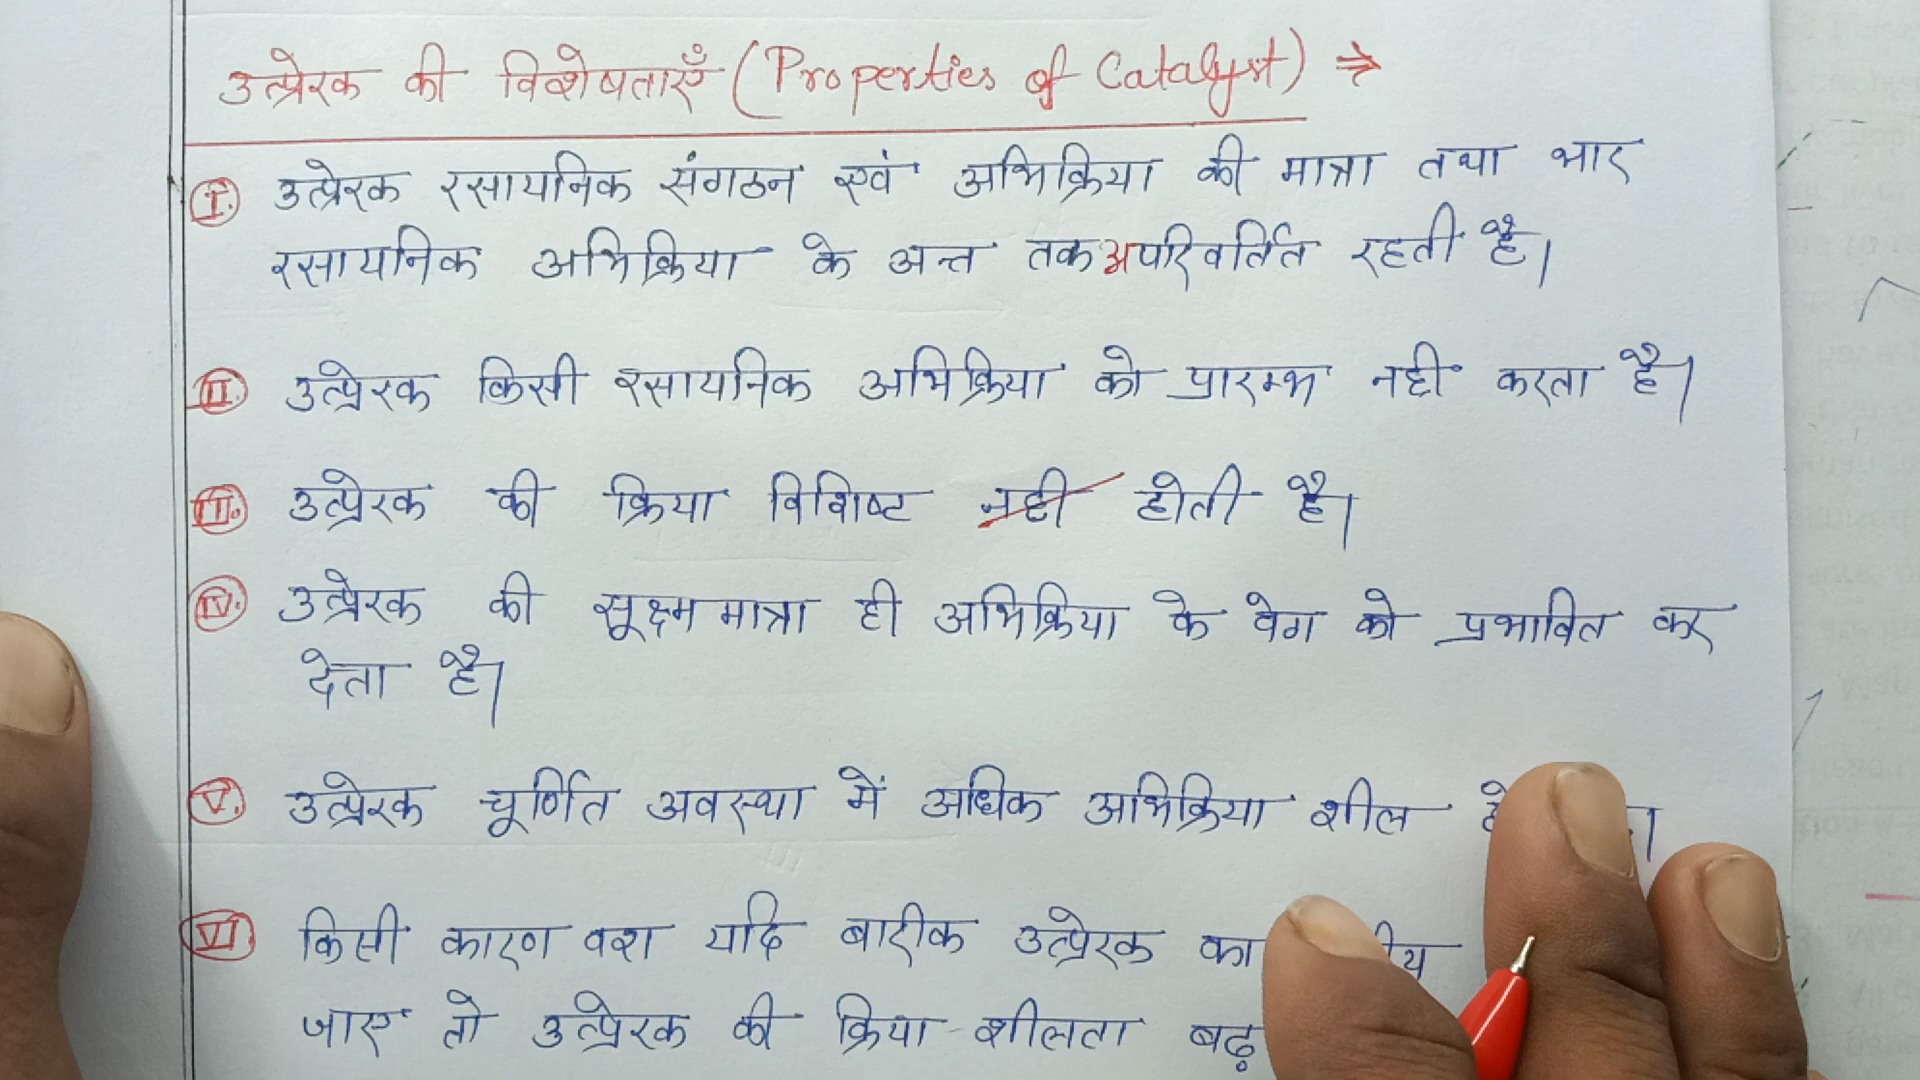 उत्प्रेरक की विशेषताएँ (Properties of Catalyst) ⇒
I. उत्प्रेरक रसायनिक संगठन एवं अभिक्रिया की मात्रा तथा भार
रसायनिक अभिक्रिया के अन्त तक अपरिवर्तित रहती है।
II. उत्प्रेरक किसी रसायनिक अभिक्रिया को प्रारम्भ नही करता है।
III. उत्प्रेरक की क्रिया विशिष्ट नही होती है।
IV. उत्प्रेरक की सूक्ष्म मात्रा ही अभिक्रिया के वेग को प्रभावित कर
देता है।
V. उत्प्रेरक चूर्णित अवस्था में अधिक अभिक्रिया शील
VI किसी कारण वश यदि बारीक उत्प्रेरक का
जाए तो उत्प्रेरक की क्रिया-शीलता बढ़